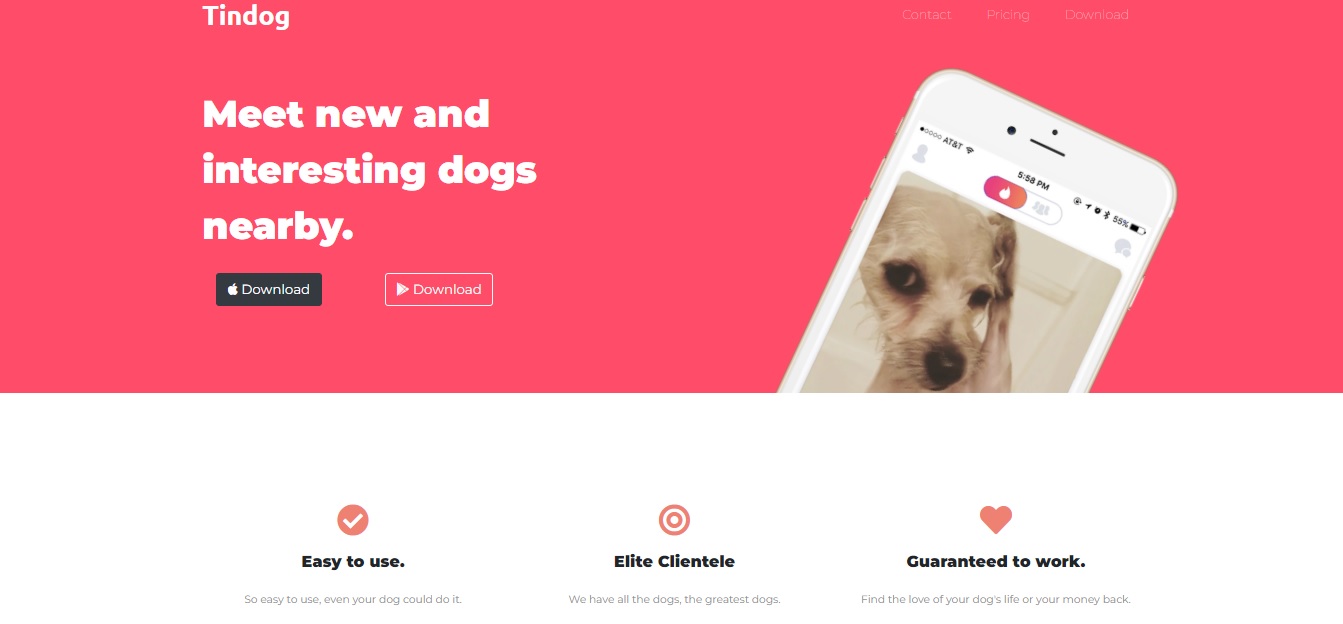 Tindog
Contact Pricing Download
Meet new and
interesting dogs
nearby.
Download Download
AT&T 5:58 PM 55%
Easy to use. Elite Clientele Guaranteed to work.
So easy to use, even your dog could do it. We have all the dogs, the greatest dogs. Find the love of your dog's life or your money back.